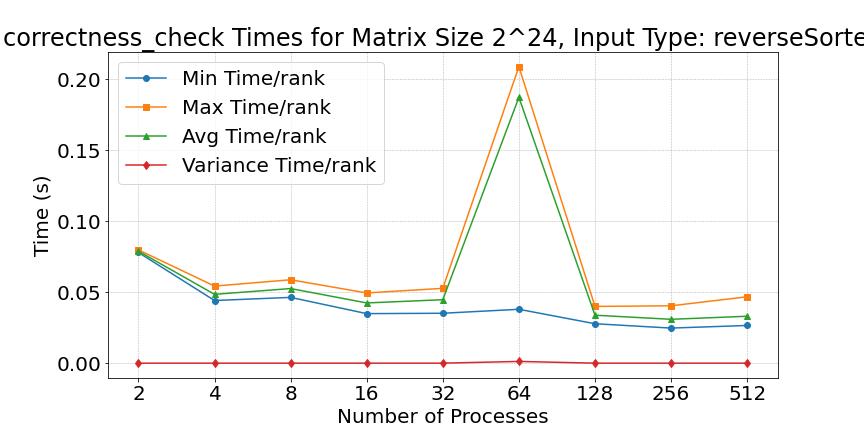 correctness_check Times for Matrix Size 2^24, Input Type: reverseSorte
Min Time/rank
Max Time/rank
Avg Time/rank
Variance Time/rank
Time (s)
0.20
0.15
0.10
0.05
0.00
2 4 8 16 32 64 128 256 512
Number of Processes